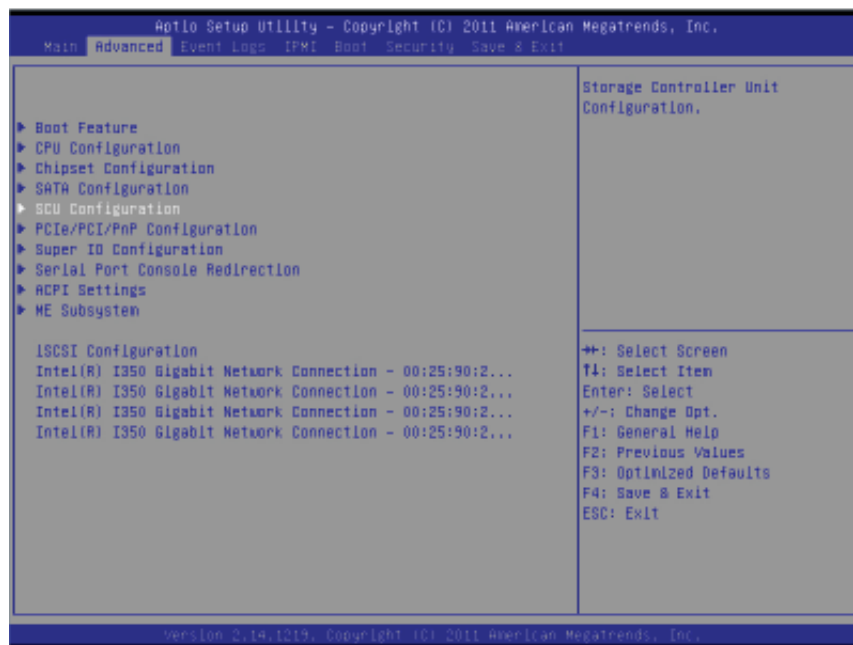 Aptio Setup Utility – Copyright (C) 2011 American Megatrends, Inc.
Main Advanced Event Logs IPMI Boot Security Save & Exit
Storage Controller Unit
Configuration.
Boot Feature
CPU Configuration
Chipset Configuration
SATA Configuration
SCU Configuration
PCIe/PCI/PnP Configuration
Super IO Configuration
Serial Port Console Redirection
ACPI Settings
ME Subsystem
iSCSI Configuration
Intel(R) I350 Gigabit Network Connection – 00:25:90:2...
Intel(R) I350 Gigabit Network Connection – 00:25:90:2...
Intel(R) I350 Gigabit Network Connection – 00:25:90:2...
Intel(R) I350 Gigabit Network Connection – 00:25:90:2...
→←: Select Screen
↑↓: Select Item
Enter: Select
+/-: Change Opt.
F1: General Help
F2: Previous Values
F3: Optimized Defaults
F4: Save & Exit
ESC: Exit
Version 2.14.1219. Copyright (C) 2011 American Megatrends, Inc.